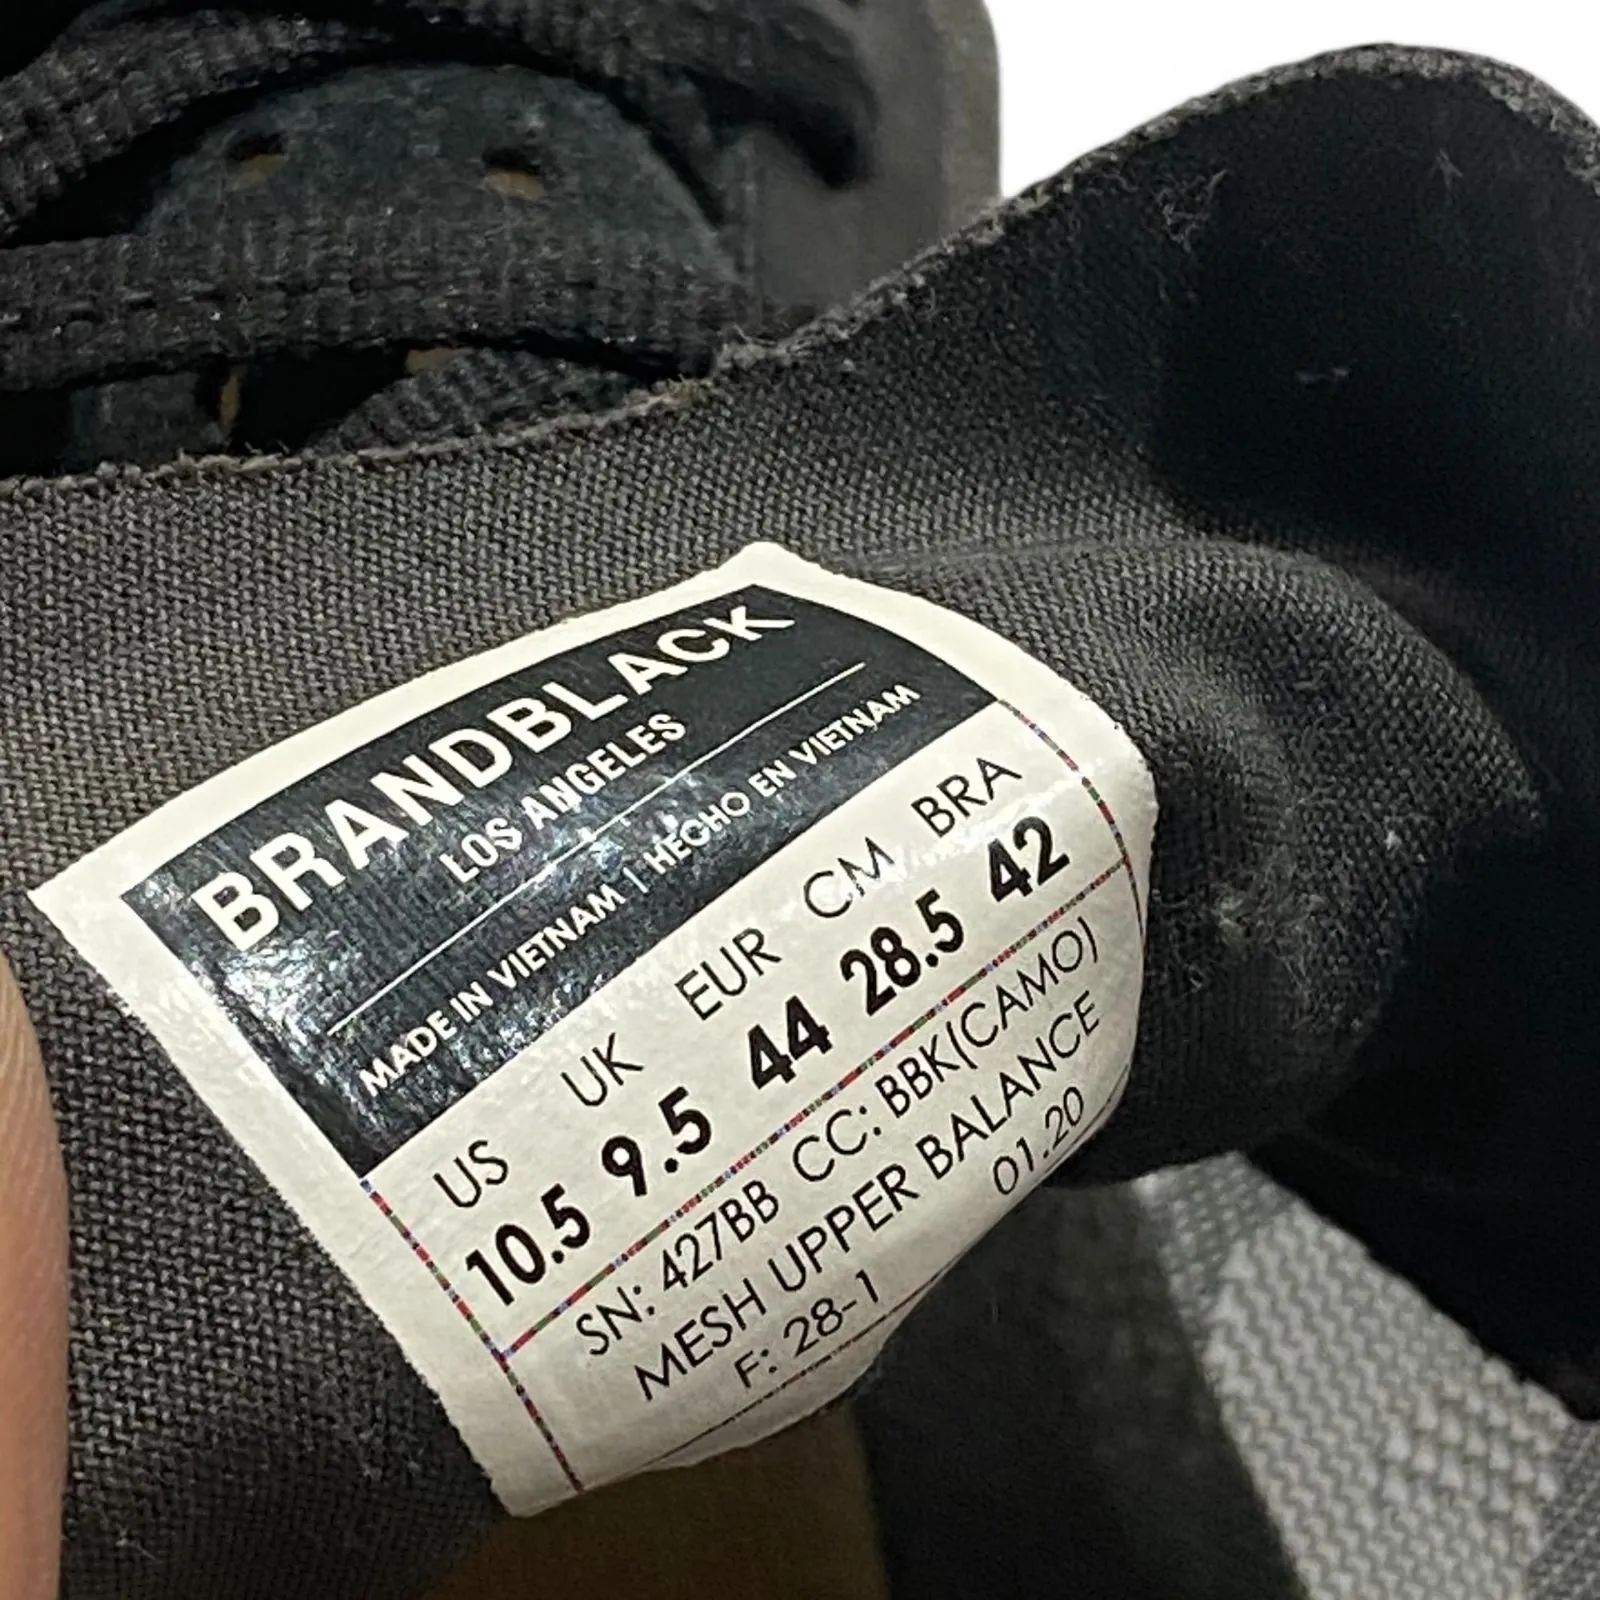 BRANDBLACK
LOS ANGELES
MADE IN VIETNAM | HECHO EN VIETNAM
US UK EUR CM BRA
10.5 9.5 44 28.5 42
SN: 427BB CC: BBK(CAMO)
MESH UPPER BALANCE
F: 28-1 01.20